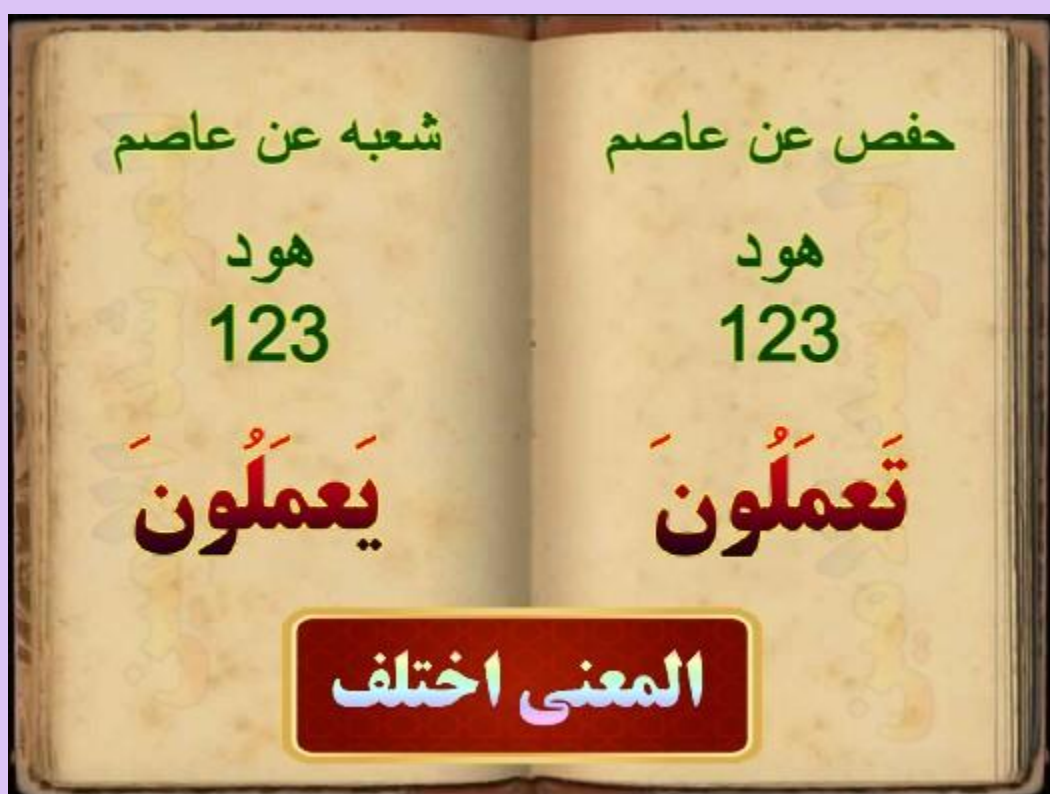 حفص عن عاصم
هود
123
تَعمَلُونَ
شعبه عن عاصم
هود
123
يَعمَلُونَ
المعنى اختلف